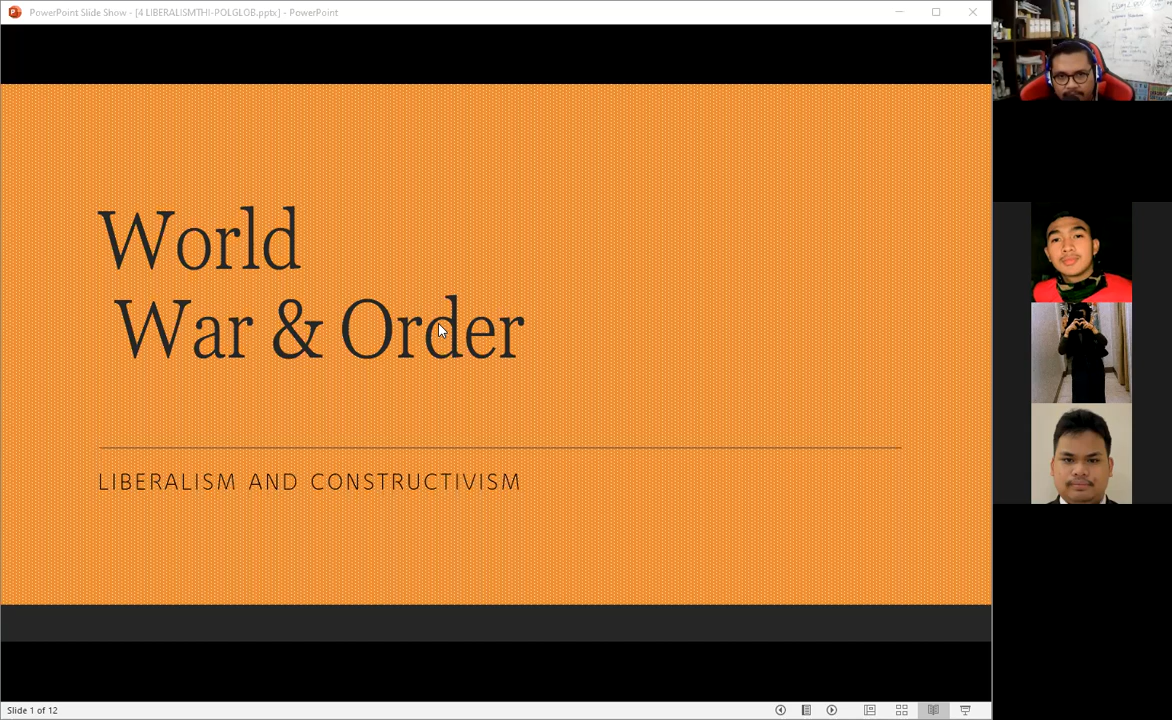 PowerPoint Slide Show - [4 LIBERALISMTHI-POLGLOB.pptx] - PowerPoint
World
War & Order
LIBERALISM AND CONSTRUCTIVISM
Slide 1 of 12